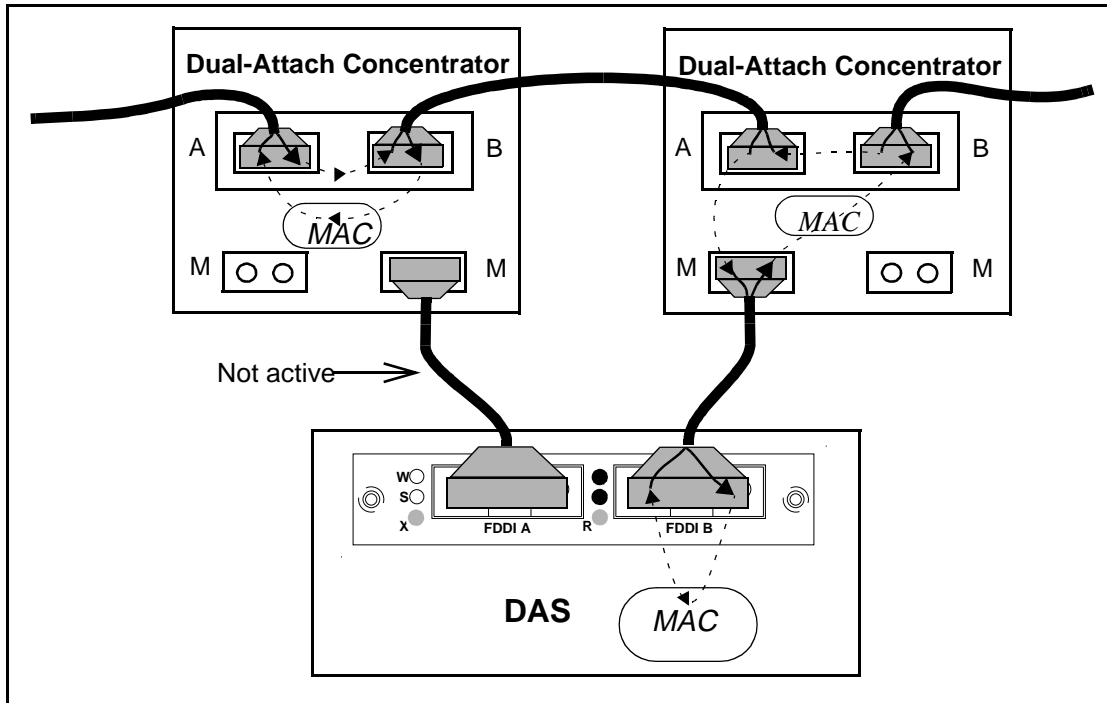 Dual-Attach Concentrator
Dual-Attach Concentrator
A
B
A
B
MAC
MAC
M
M
M
M
Not active
W
S
X
FDDI A
R
FDDI B
DAS
MAC